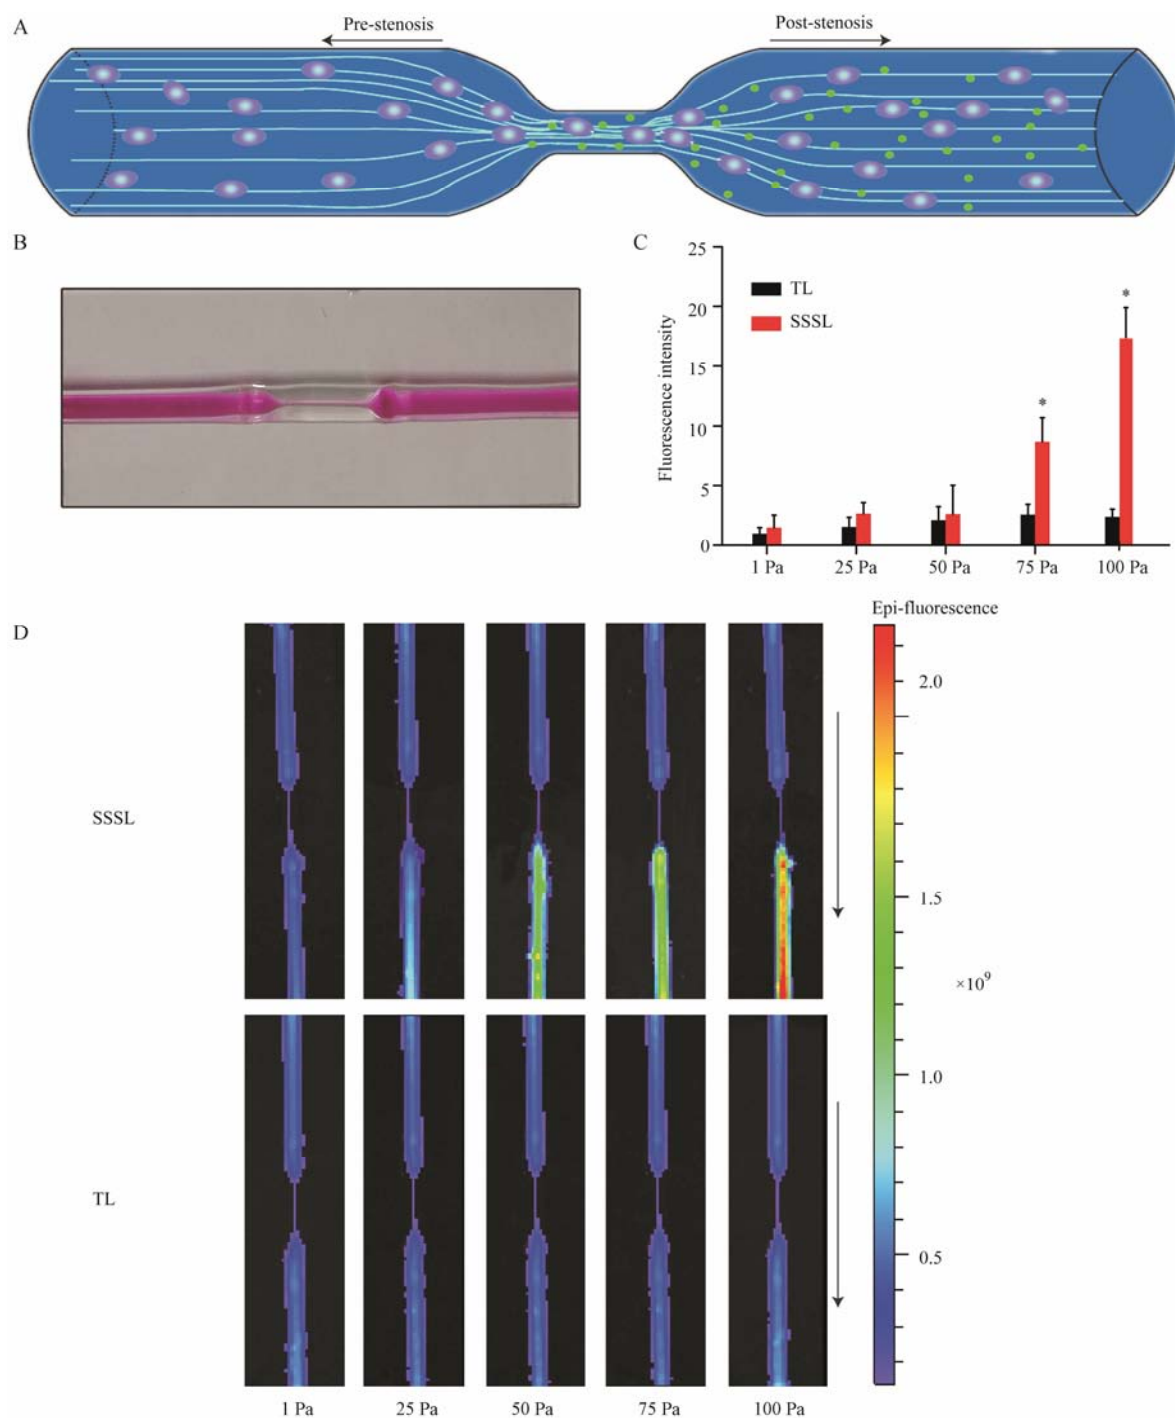 A
Pre-stenosis
Post-stenosis
B
C
25
20
15
10
5
0
Fluorescence intensity
TL
SSSL
*
*
1 Pa
25 Pa
50 Pa
75 Pa
100 Pa
D
Epi-fluorescence
2.0
1.5
×10⁹
1.0
0.5
SSSL
TL
1 Pa
25 Pa
50 Pa
75 Pa
100 Pa